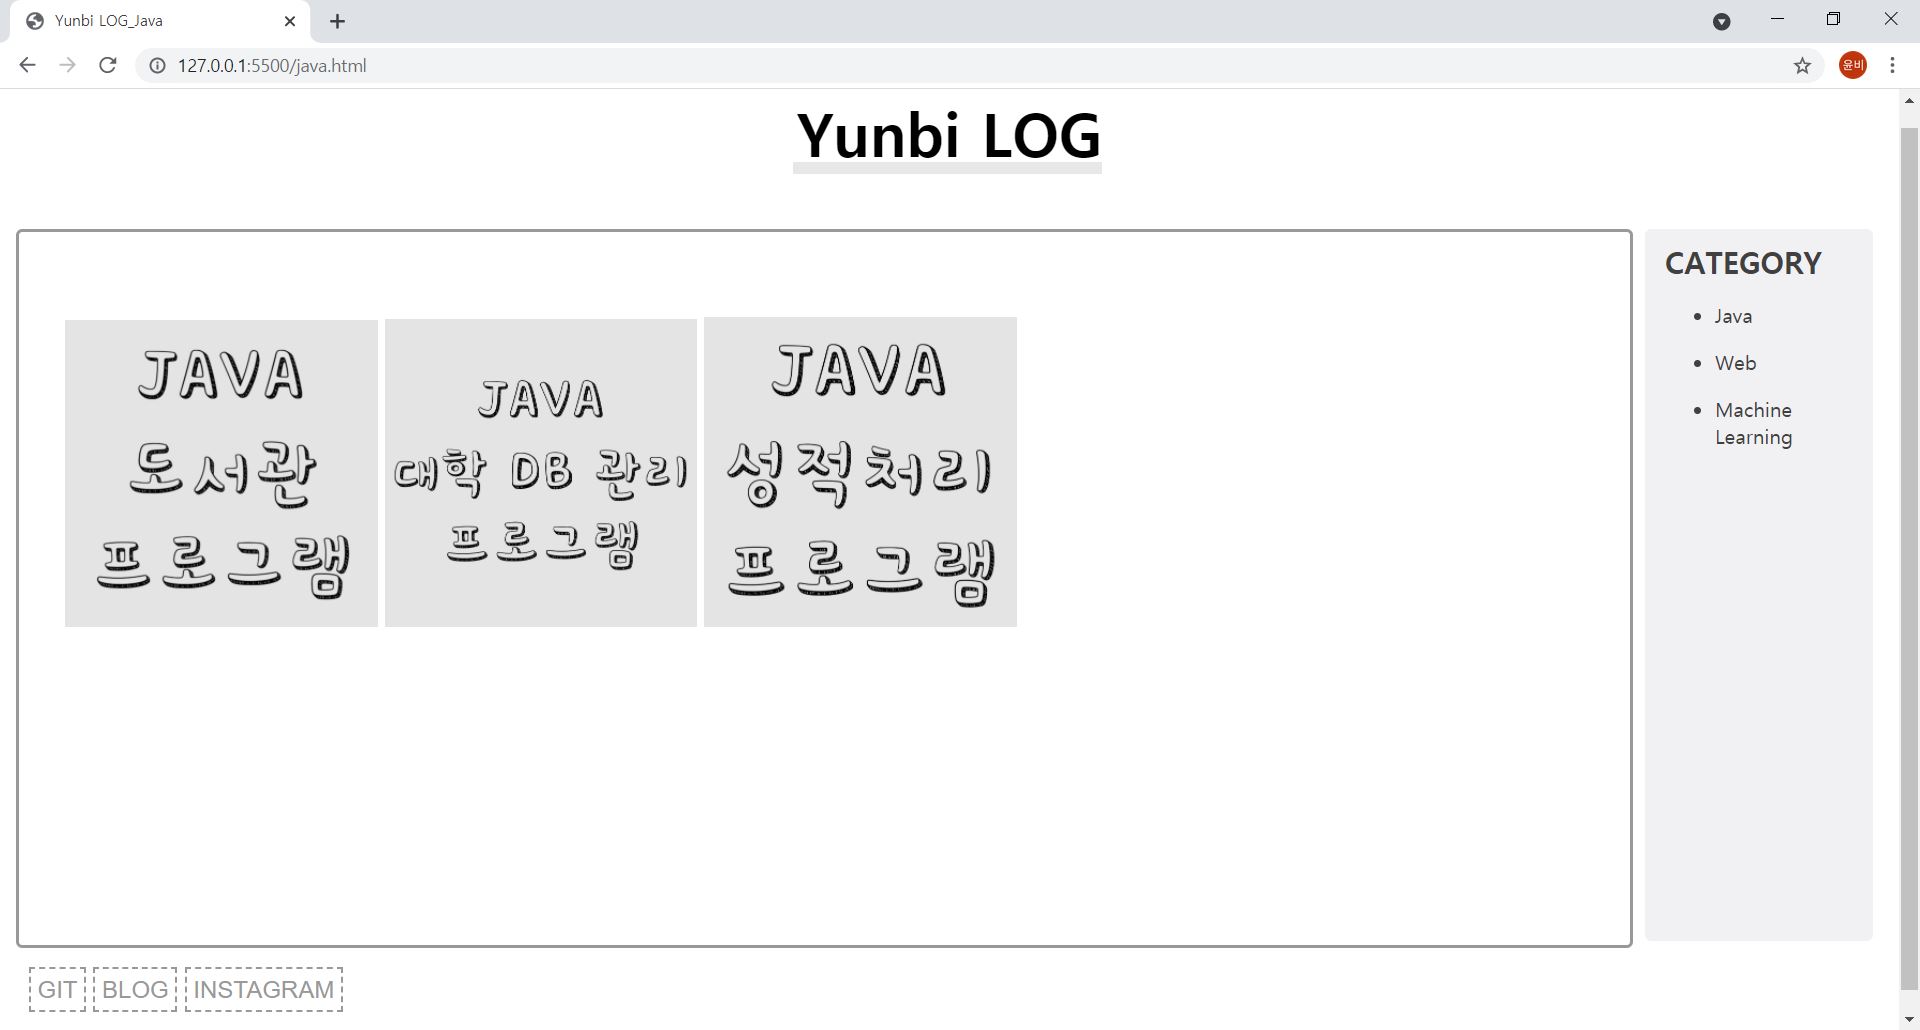 Yunbi LOG_Java
127.0.0.1:5500/java.html
윤비
Yunbi LOG
JAVA
도서관
프로그램
JAVA
대학 DB 관리
프로그램
JAVA
성적처리
프로그램
CATEGORY
Java
Web
Machine
Learning
GIT
BLOG
INSTAGRAM